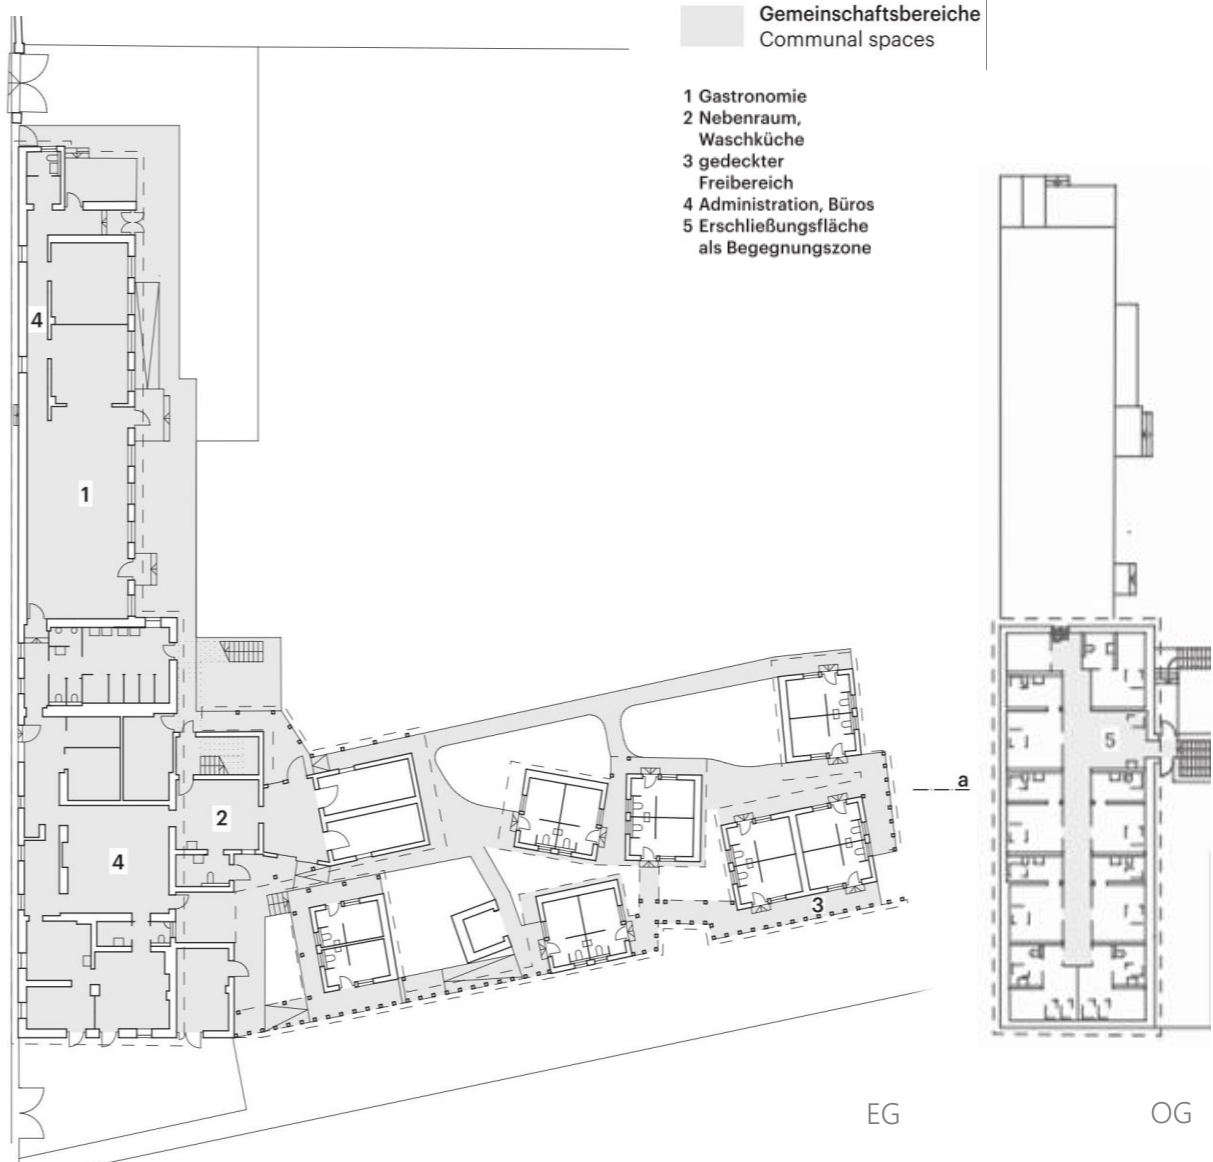 Gemeinschaftsbereiche
Communal spaces
1 Gastronomie
2 Nebenraum,
Waschküche
3 gedeckter
Freibereich
4 Administration, Büros
5 Erschließungsfläche
als Begegnungszone
4
1
2
4
3
a
5
EG
OG